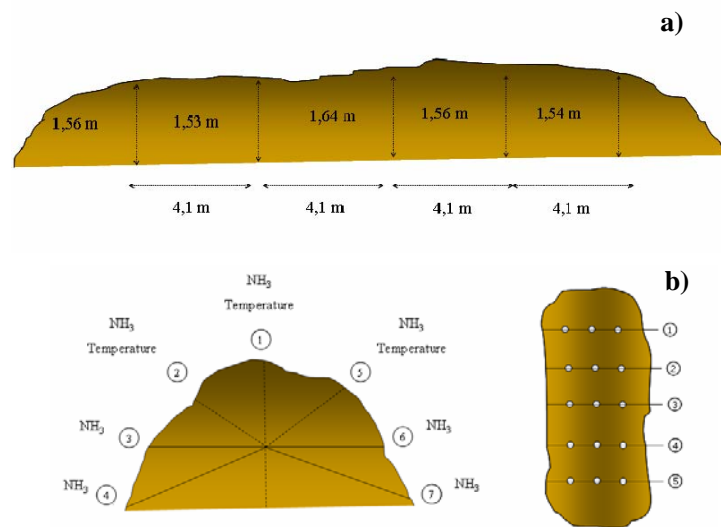 a)
1,56 m
1,53 m
1,64 m
1,56 m
1,54 m
4,1 m
4,1 m
4,1 m
4,1 m
b)
NH3
Temperature
1
NH3
Temperature
2
NH3
Temperature
5
NH3
3
6
NH3
NH3
4
7
NH3
1
2
3
4
5